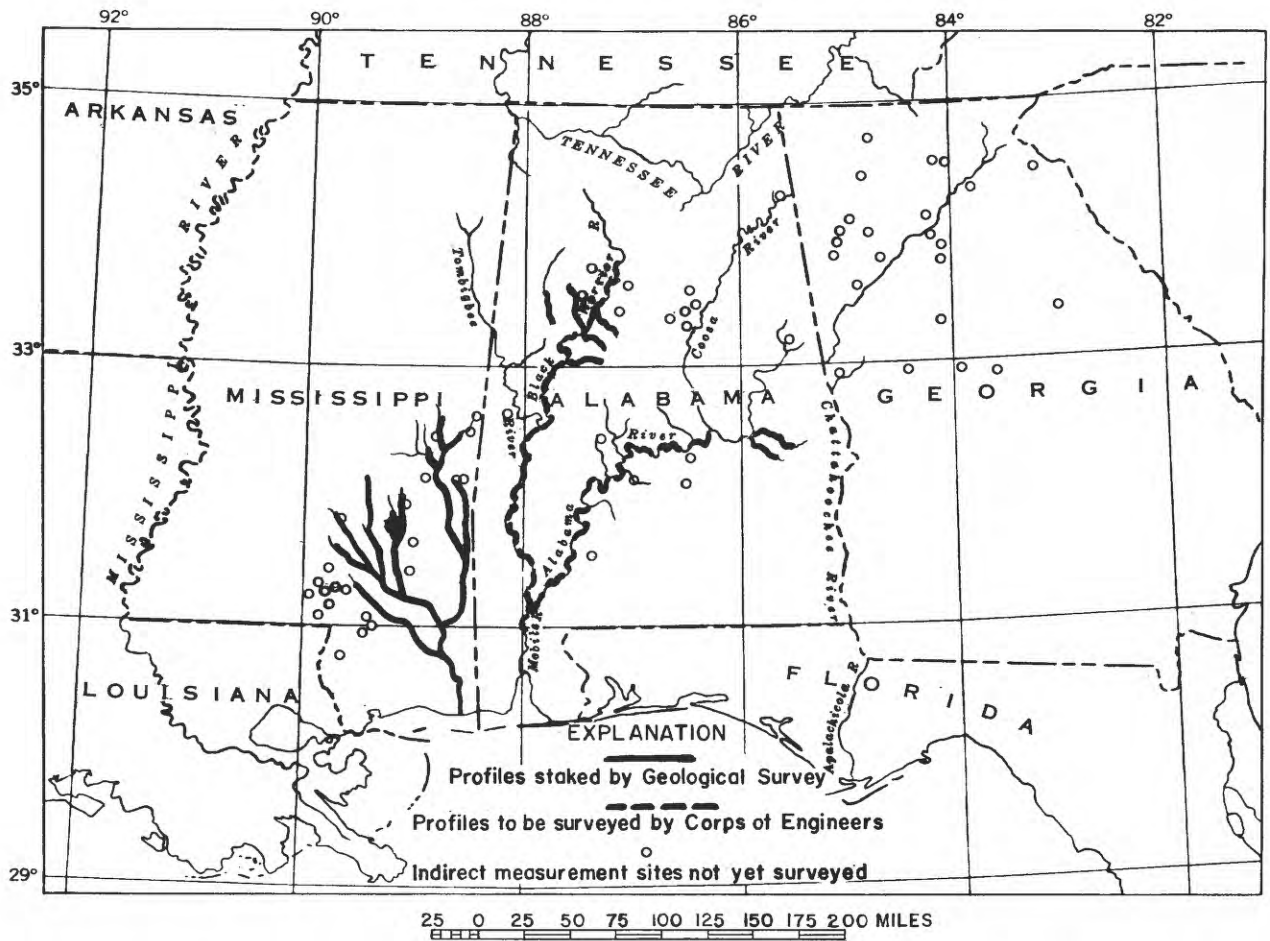 92° 90° 88° 86° 84° 82°
TENNESSEE
35°
ARKANSAS
TENNESSEE RIVER
MISSISSIPPI RIVER
Tombigbee
River
Black
Warrior R
Coosa River
33°
MISSISSIPPI ALABAMA GEORGIA
Alabama River
Chattahoochee River
31°
Mobile R
LOUISIANA
FLORIDA
Apalachicola R
EXPLANATION
Profiles staked by Geological Survey
Profiles to be surveyed by Corps of Engineers
Indirect measurement sites not yet surveyed
29°
25 0 25 50 75 100 125 150 175 200 MILES